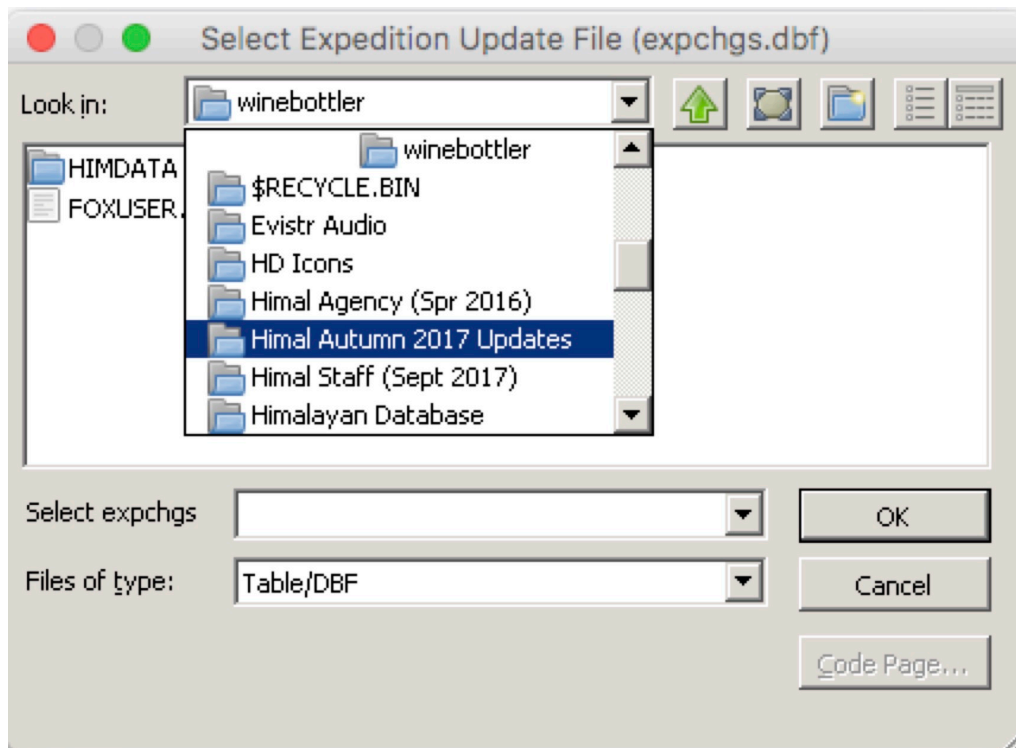 Select Expedition Update File (expchgs.dbf)
Look in:
winebottler
winebottler
HIMDATA
$RECYCLE.BIN
FOXUSER.
Evistr Audio
HD Icons
Himal Agency (Spr 2016)
Himal Autumn 2017 Updates
Himal Staff (Sept 2017)
Himalayan Database
Select expchgs
OK
Files of type:
Table/DBF
Cancel
Code Page...